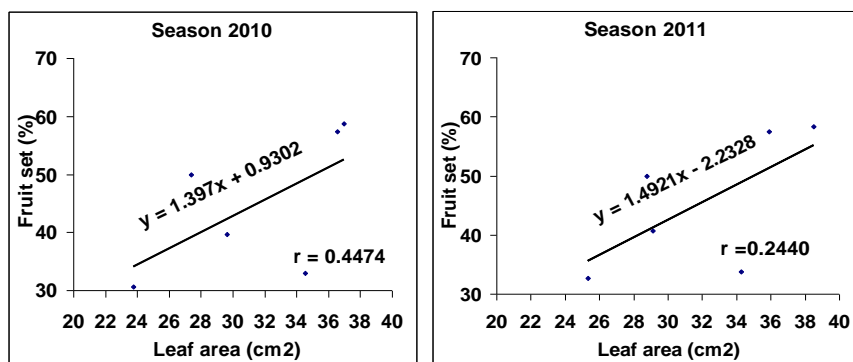 Season 2010
60
50
40
30
Fruit set (%)
y = 1.397x + 0.9302
r = 0.4474
20 22 24 26 28 30 32 34 36 38 40
Leaf area (cm2)
Season 2011
70
60
50
40
30
Fruit set (%)
y = 1.4921x - 2.2328
r =0.2440
20 22 24 26 28 30 32 34 36 38 40
Leaf area (cm2)